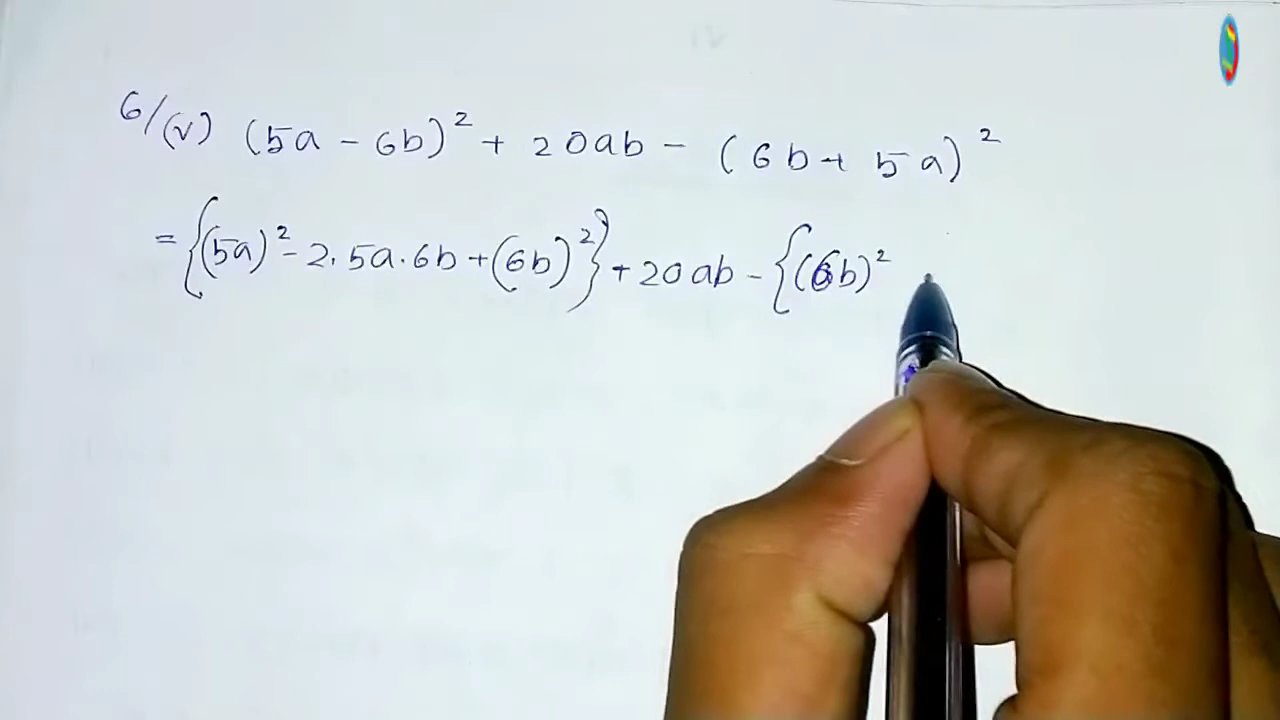 6/(v) (5a - 6b)² + 20ab - (6b + 5a)²
= {(5a)² - 2. 5a. 6b + (6b)²} + 20ab - {(6b)²